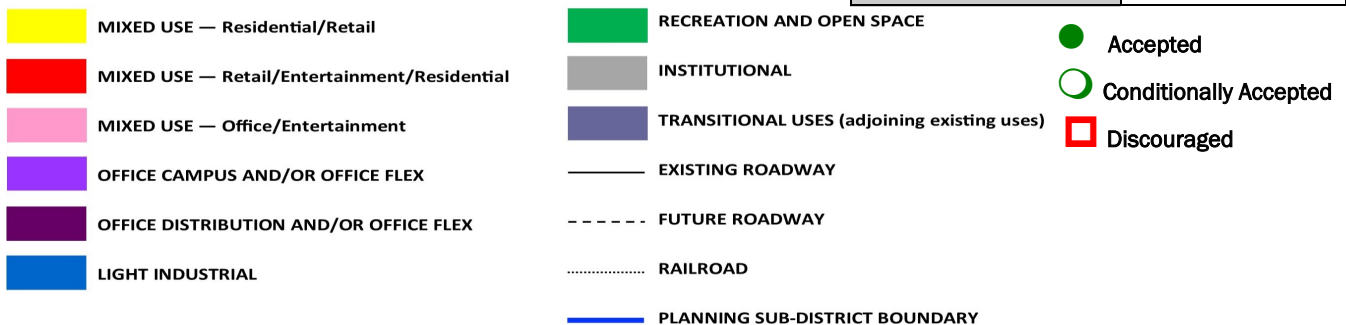 MIXED USE — Residential/Retail
MIXED USE — Retail/Entertainment/Residential
MIXED USE — Office/Entertainment
OFFICE CAMPUS AND/OR OFFICE FLEX
OFFICE DISTRIBUTION AND/OR OFFICE FLEX
LIGHT INDUSTRIAL
RECREATION AND OPEN SPACE
INSTITUTIONAL
TRANSITIONAL USES (adjoining existing uses)
EXISTING ROADWAY
FUTURE ROADWAY
RAILROAD
PLANNING SUB-DISTRICT BOUNDARY
Accepted
Conditionally Accepted
Discouraged